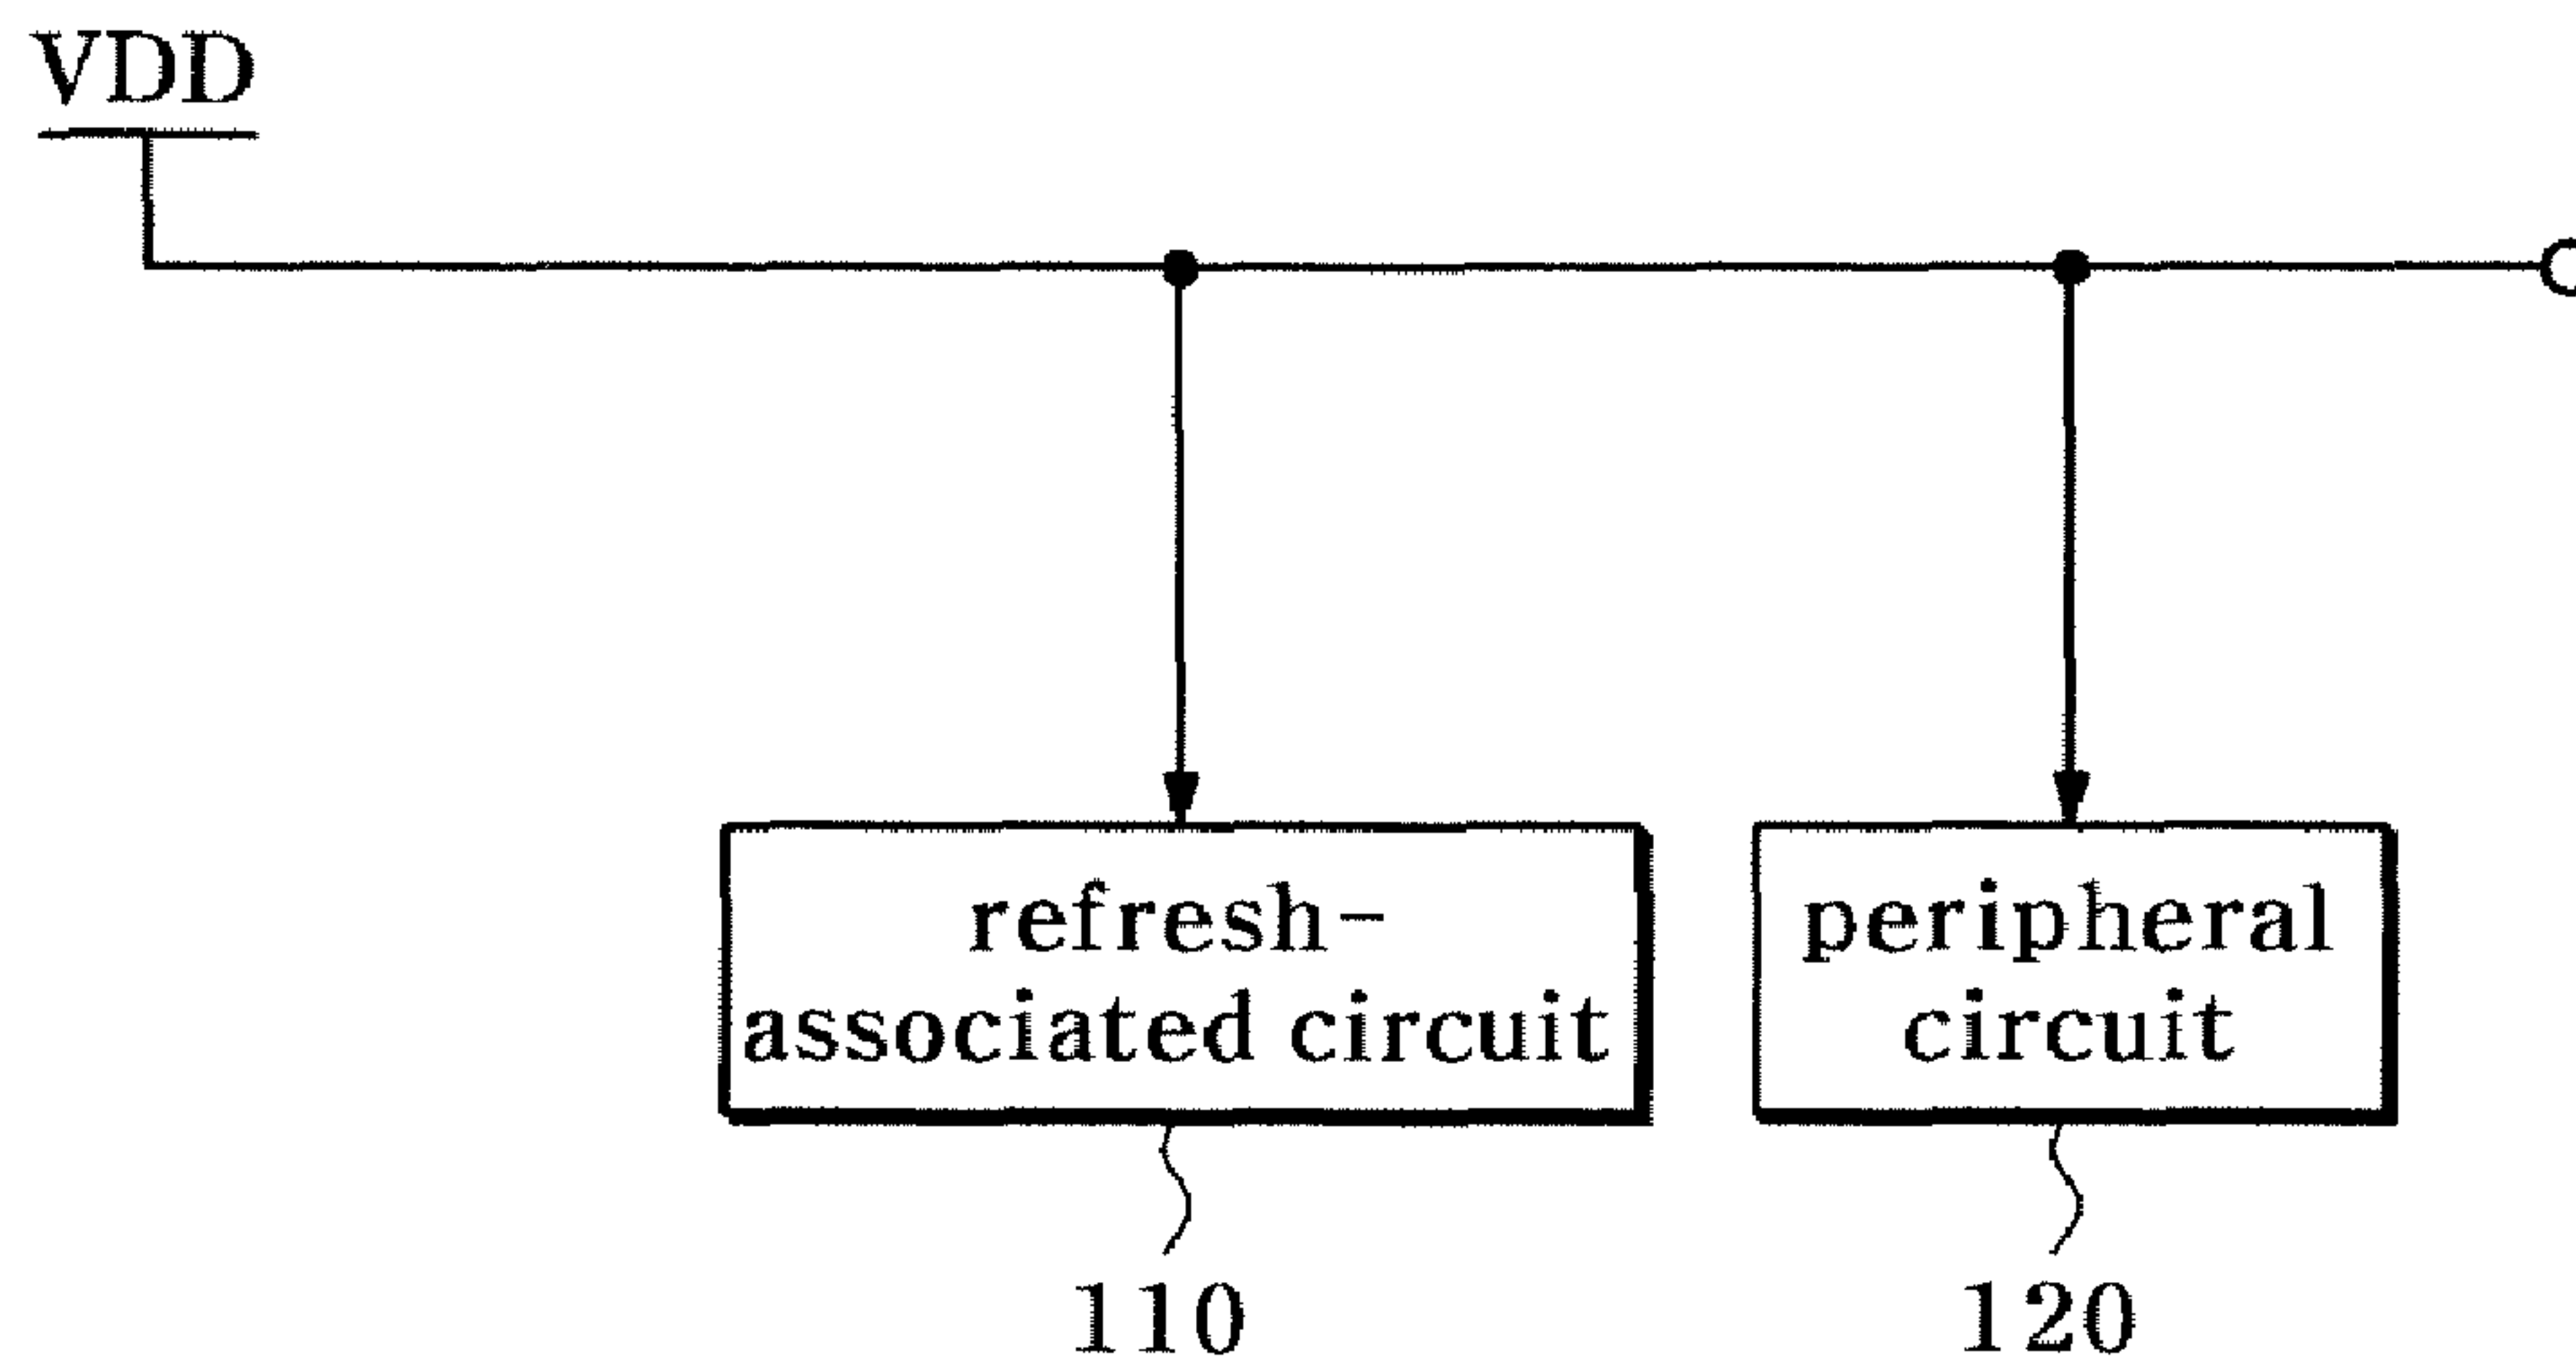 VDD
refresh-
associated circuit
peripheral
circuit
110
120